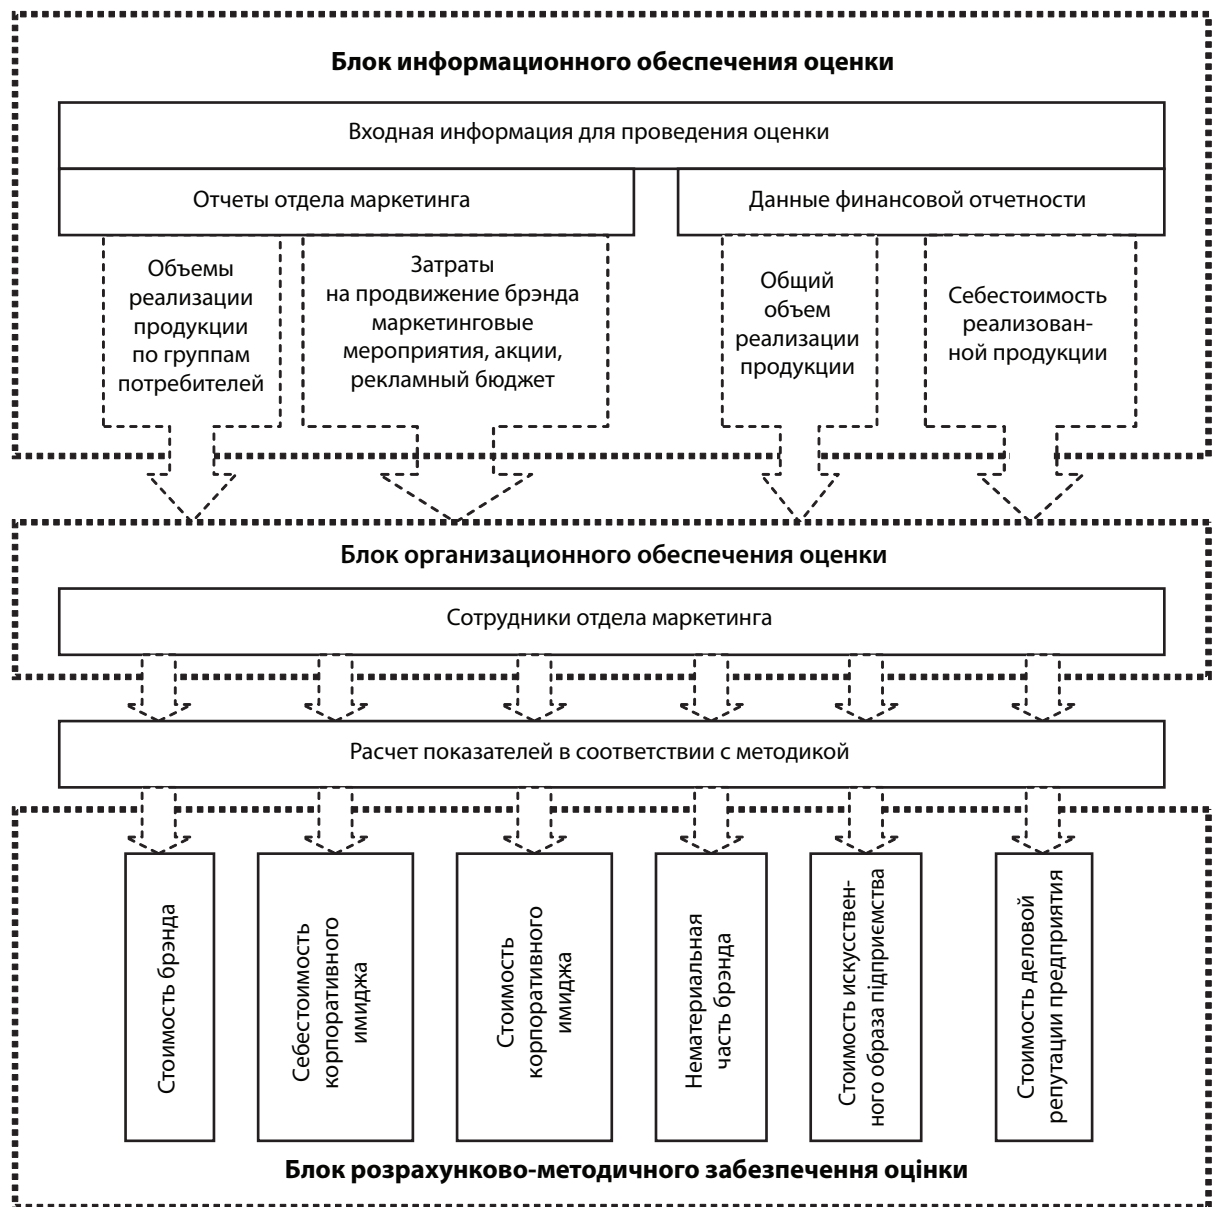 Блок информационного обеспечения оценки
Входная информация для проведения оценки
Отчеты отдела маркетинга
Данные финансовой отчетности
Объемы
реализации
продукции
по группам
потребителей
Затраты
на продвижение брэнда
маркетинговые
мероприятия, акции,
рекламный бюджет
Общий
объем
реализации
продукции
Себестоимость
реализован-
ной продукции
Блок организационного обеспечения оценки
Сотрудники отдела маркетинга
Расчет показателей в соответствии с методикой
Стоимость брэнда
Себестоимость
корпоративного
имиджа
Стоимость
корпоративного
имиджа
Нематериальная
часть брэнда
Стоимость искусствен-
ного образа підприємства
Стоимость деловой
репутации предприятия
Блок розрахунково-методичного забезпечення оцінки